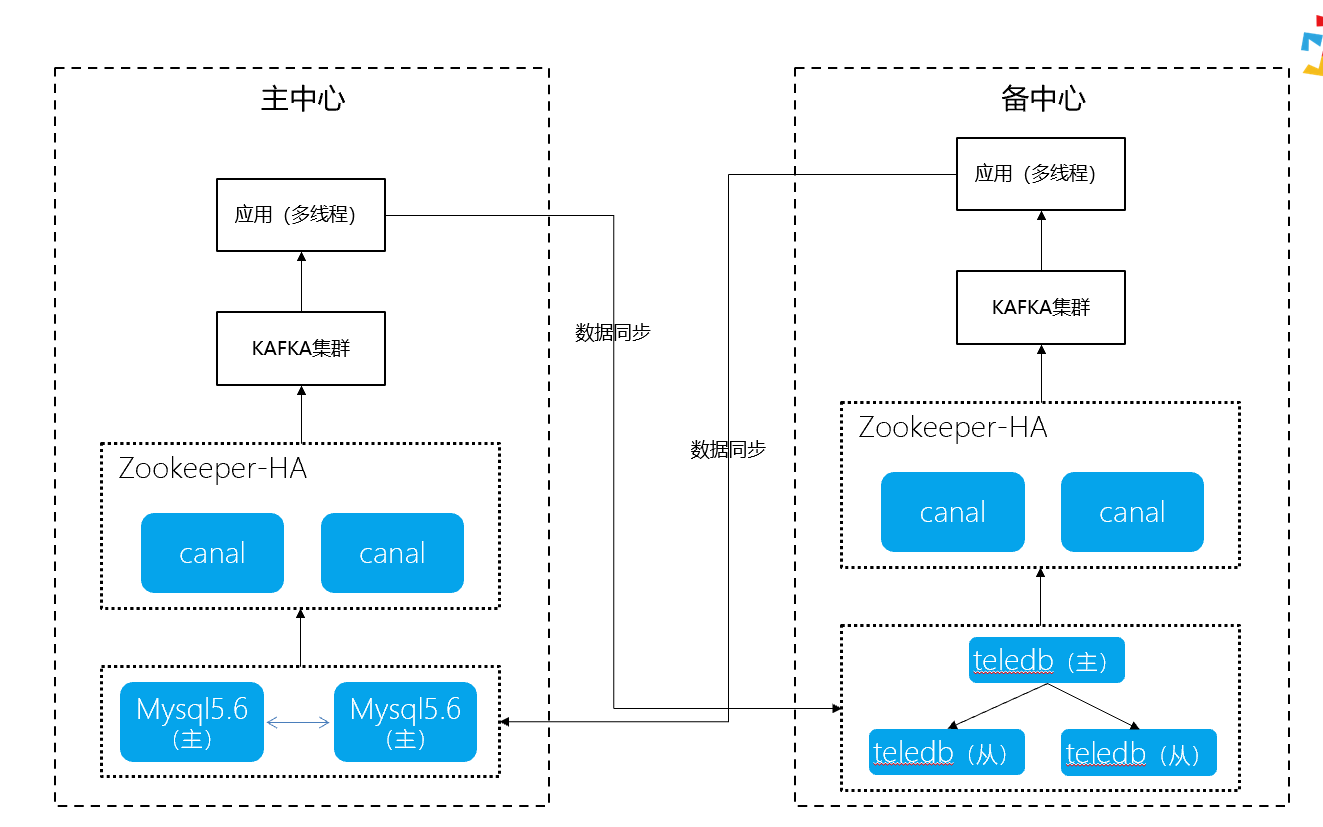 主中心
应用（多线程）
KAFKA集群
Zookeeper-HA
canal
canal
Mysql5.6
（主）
Mysql5.6
（主）
数据同步
数据同步
备中心
应用（多线程）
KAFKA集群
Zookeeper-HA
canal
canal
teledb（主）
teledb（从）
teledb（从）